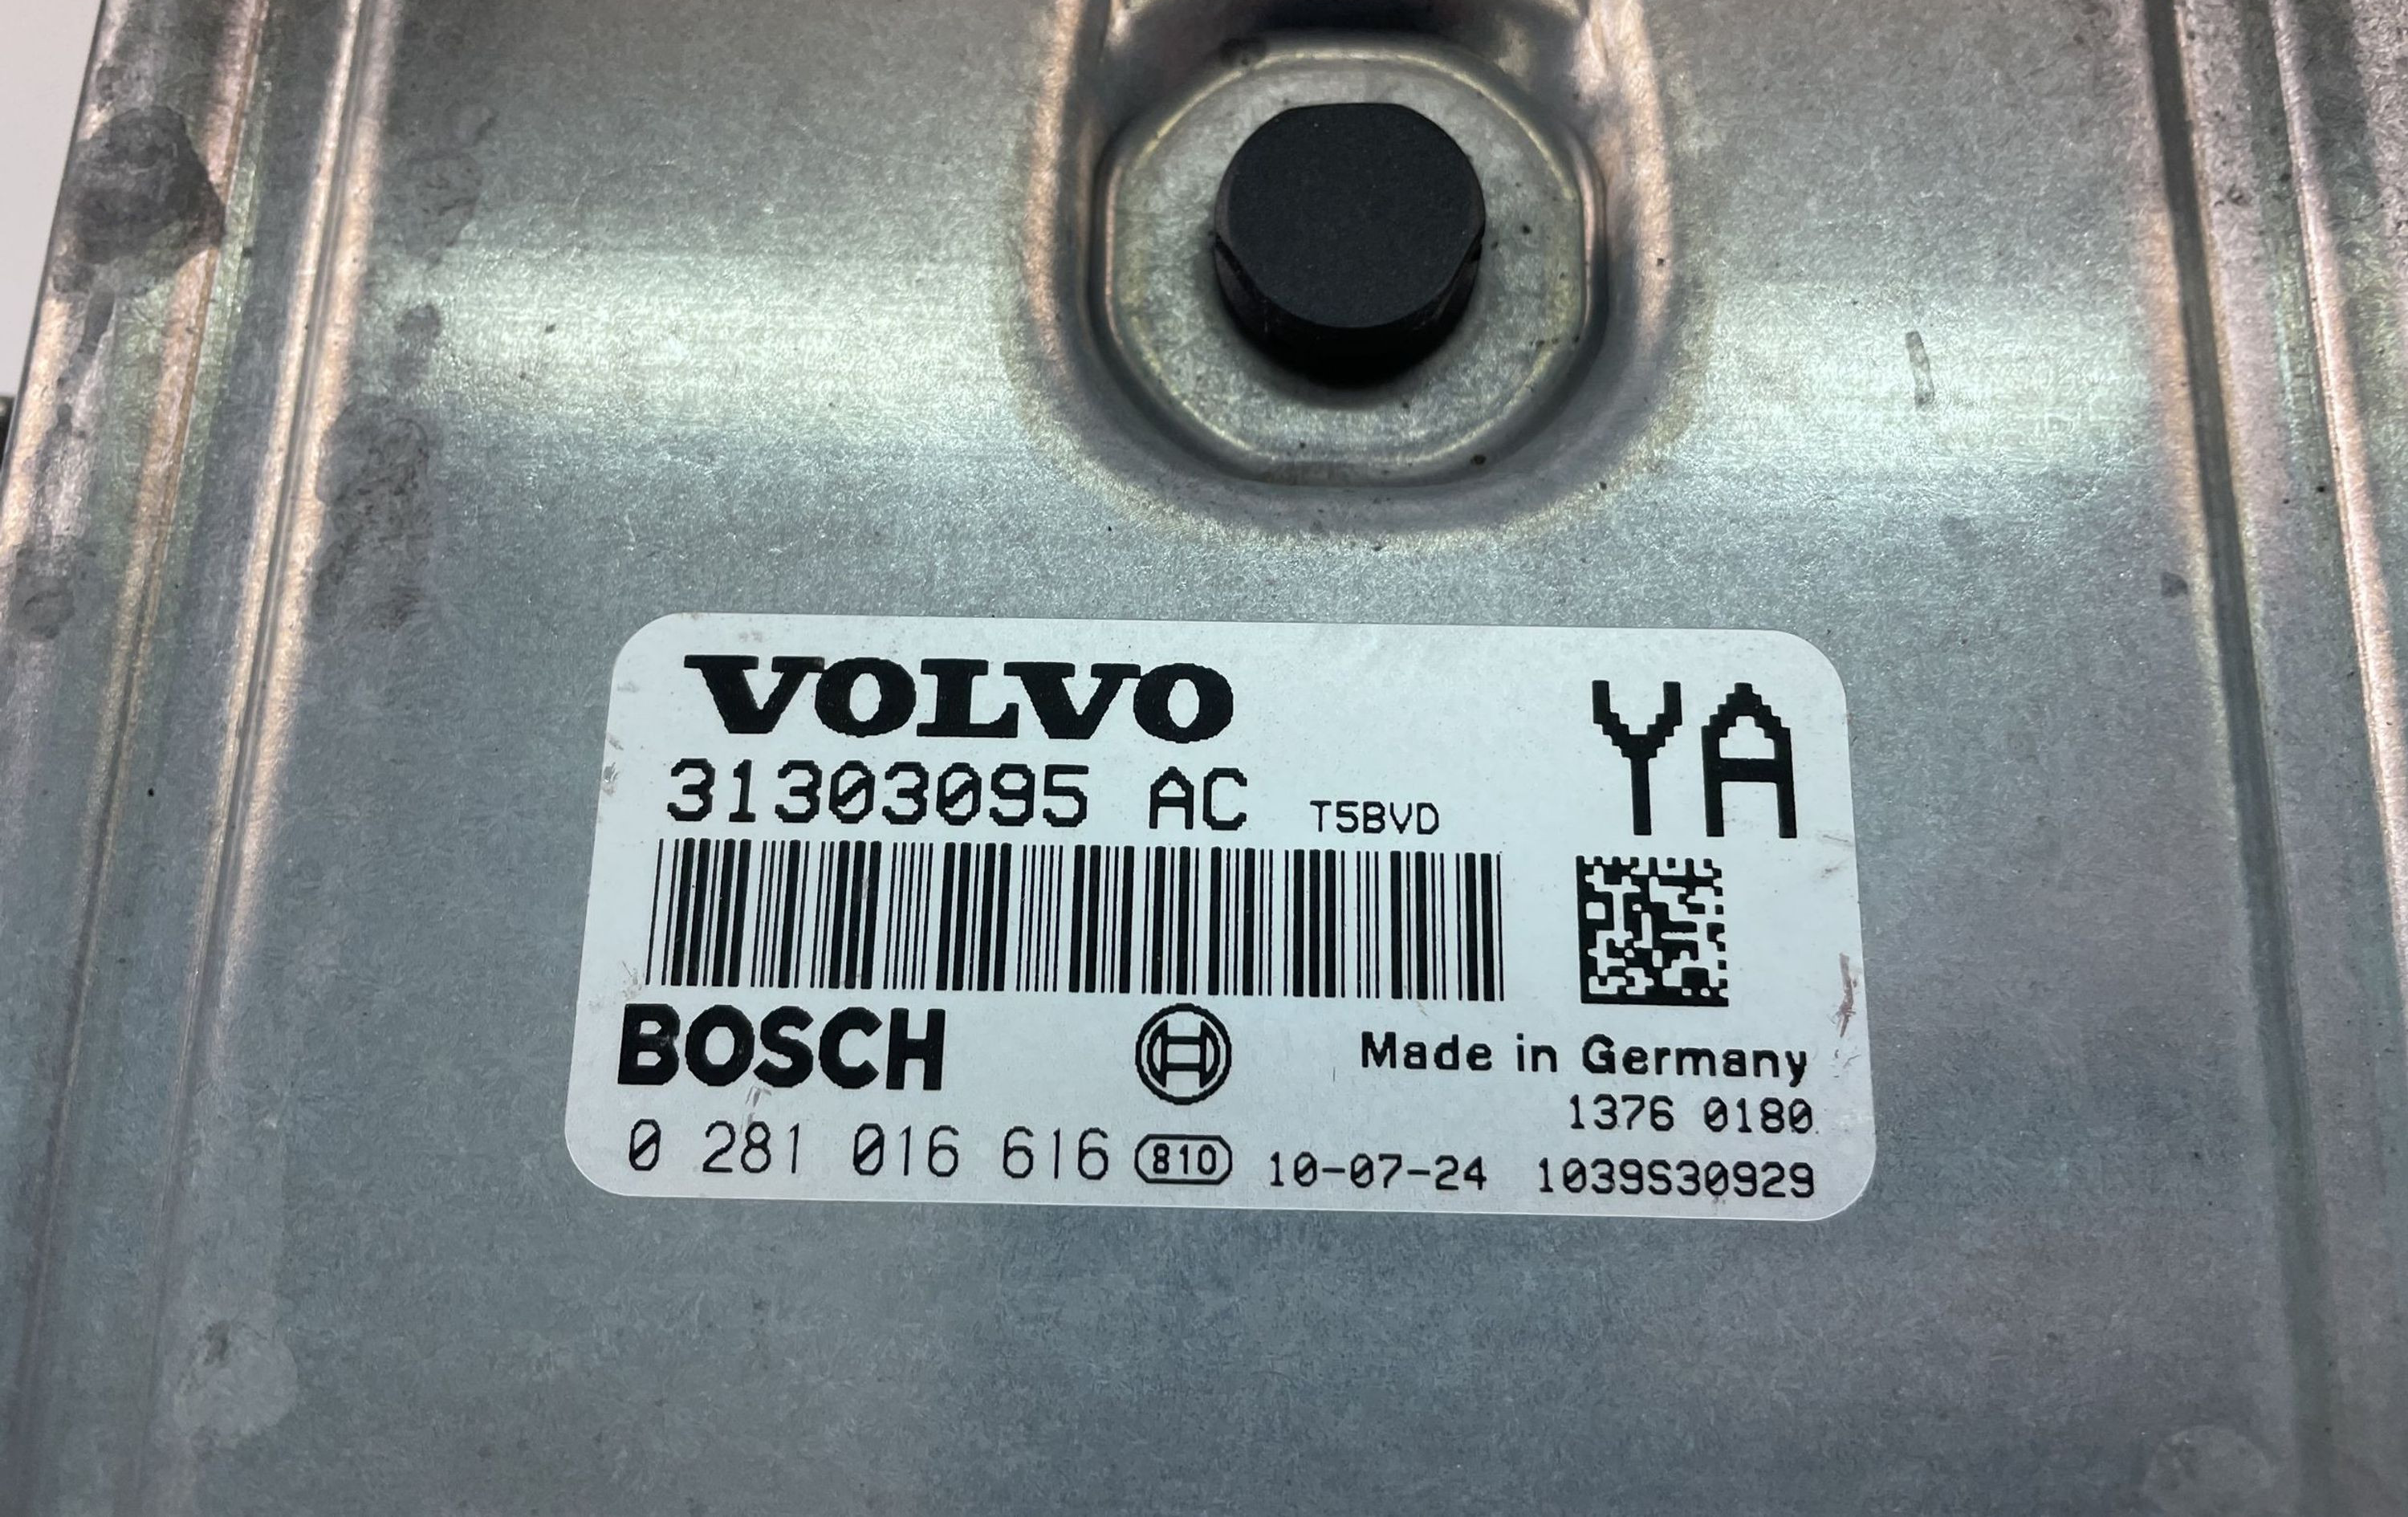 VOLVO
YA
31303095 AC T5BVD
BOSCH
Made in Germany
1376 0180
0 281 016 616 810 10-07-24 1039S30929